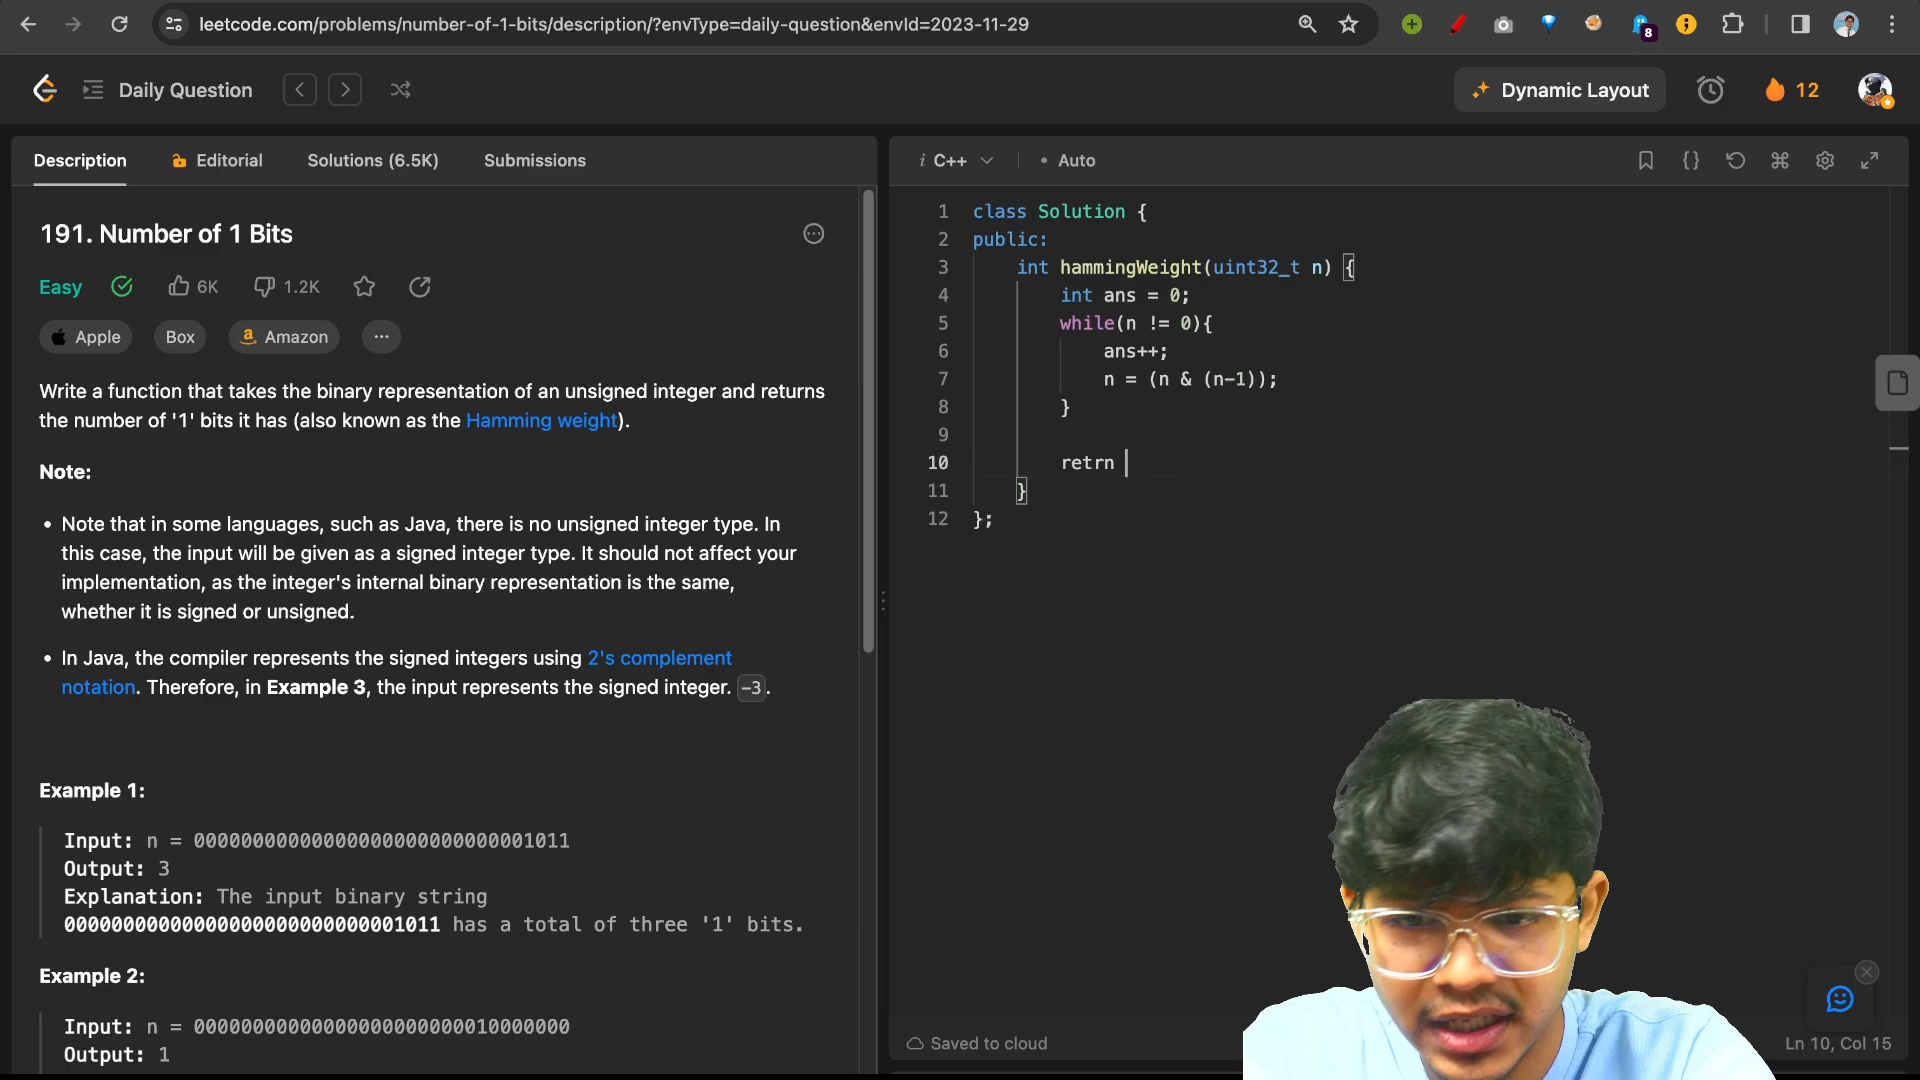 leetcode.com/problems/number-of-1-bits/description/?envType=daily-question&envId=2023-11-29
8
Daily Question
Dynamic Layout
12
Description
Editorial
Solutions (6.5K)
Submissions
i C++
• Auto
191. Number of 1 Bits
Easy
6K
1.2K
Apple
Box
Amazon
Write a function that takes the binary representation of an unsigned integer and returns
the number of '1' bits it has (also known as the Hamming weight).
Note:
• Note that in some languages, such as Java, there is no unsigned integer type. In
this case, the input will be given as a signed integer type. It should not affect your
implementation, as the integer's internal binary representation is the same,
whether it is signed or unsigned.
• In Java, the compiler represents the signed integers using 2's complement
notation. Therefore, in Example 3, the input represents the signed integer. -3.
Example 1:
Input: n = 00000000000000000000000000001011
Output: 3
Explanation: The input binary string
00000000000000000000000000001011 has a total of three '1' bits.
Example 2:
Input: n = 00000000000000000000000010000000
Output: 1
1 class Solution {
2 public:
3 int hammingWeight(uint32_t n) {
4 int ans = 0;
5 while(n != 0){
6 ans++;
7 n = (n & (n-1));
8 }
9
10 retrn
11 }
12 };
Saved to cloud
Ln 10, Col 15